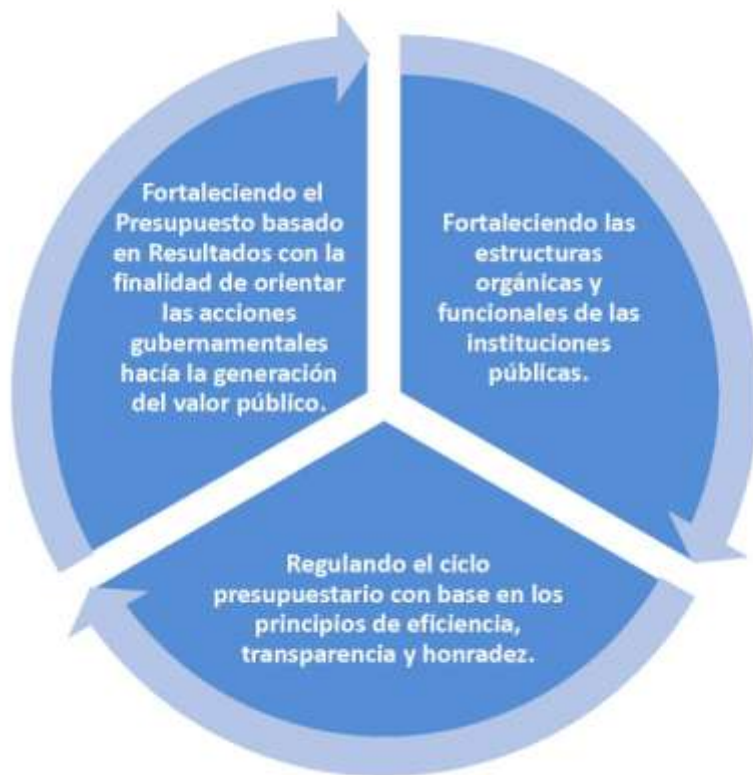 Fortaleciendo el
Presupuesto basado
en Resultados con la
finalidad de orientar
las acciones
gubernamentales
hacía la generación
del valor público.
Fortaleciendo las
estructuras
orgánicas y
funcionales de las
instituciones
públicas.
Regulando el ciclo
presupuestario con base en los
principios de eficiencia,
transparencia y honradez.